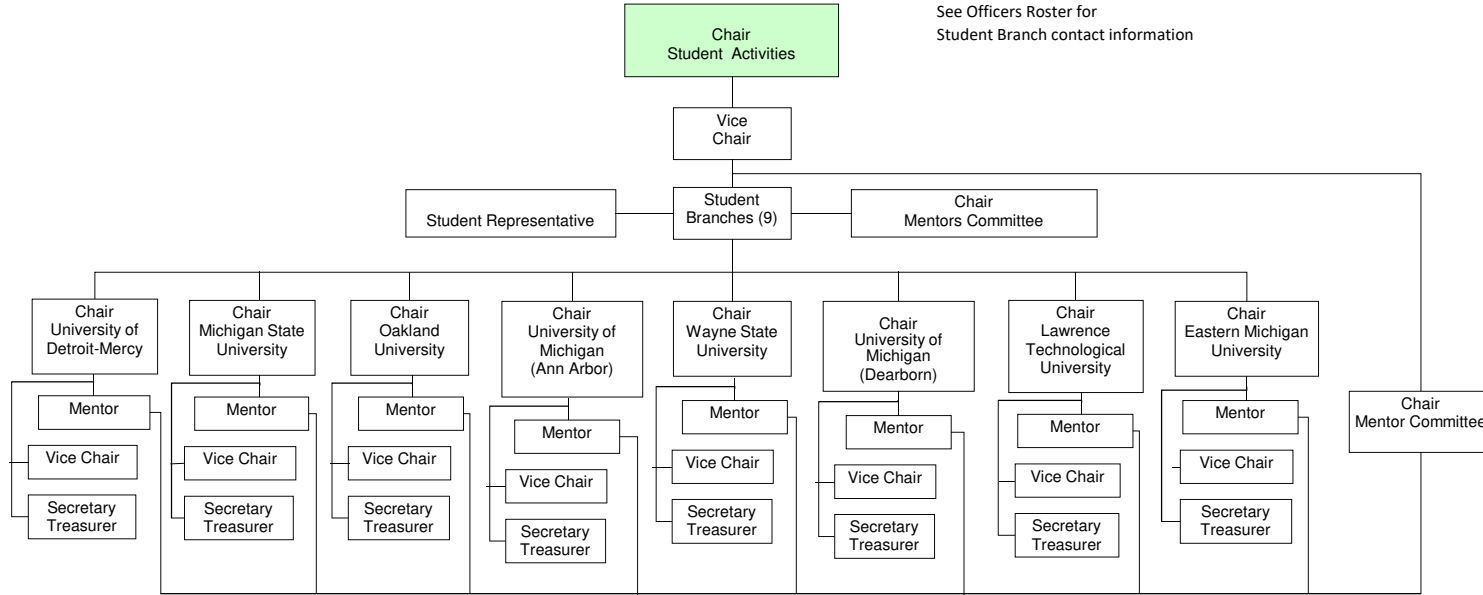 See Officers Roster for
Student Branch contact information
Chair
Student Activities
Vice
Chair
Student Representative
Student
Branches (9)
Chair
Mentors Committee
Chair
University of
Detroit-Mercy
Mentor
Vice Chair
Secretary
Treasurer
Chair
Michigan State
University
Mentor
Vice Chair
Secretary
Treasurer
Chair
Oakland
University
Mentor
Vice Chair
Secretary
Treasurer
Chair
University of
Michigan
(Ann Arbor)
Mentor
Vice Chair
Secretary
Treasurer
Chair
Wayne State
University
Mentor
Vice Chair
Secretary
Treasurer
Chair
University of
Michigan
(Dearborn)
Mentor
Vice Chair
Secretary
Treasurer
Chair
Lawrence
Technological
University
Mentor
Vice Chair
Secretary
Treasurer
Chair
Eastern Michigan
University
Mentor
Vice Chair
Secretary
Treasurer
Chair
Mentor Committee